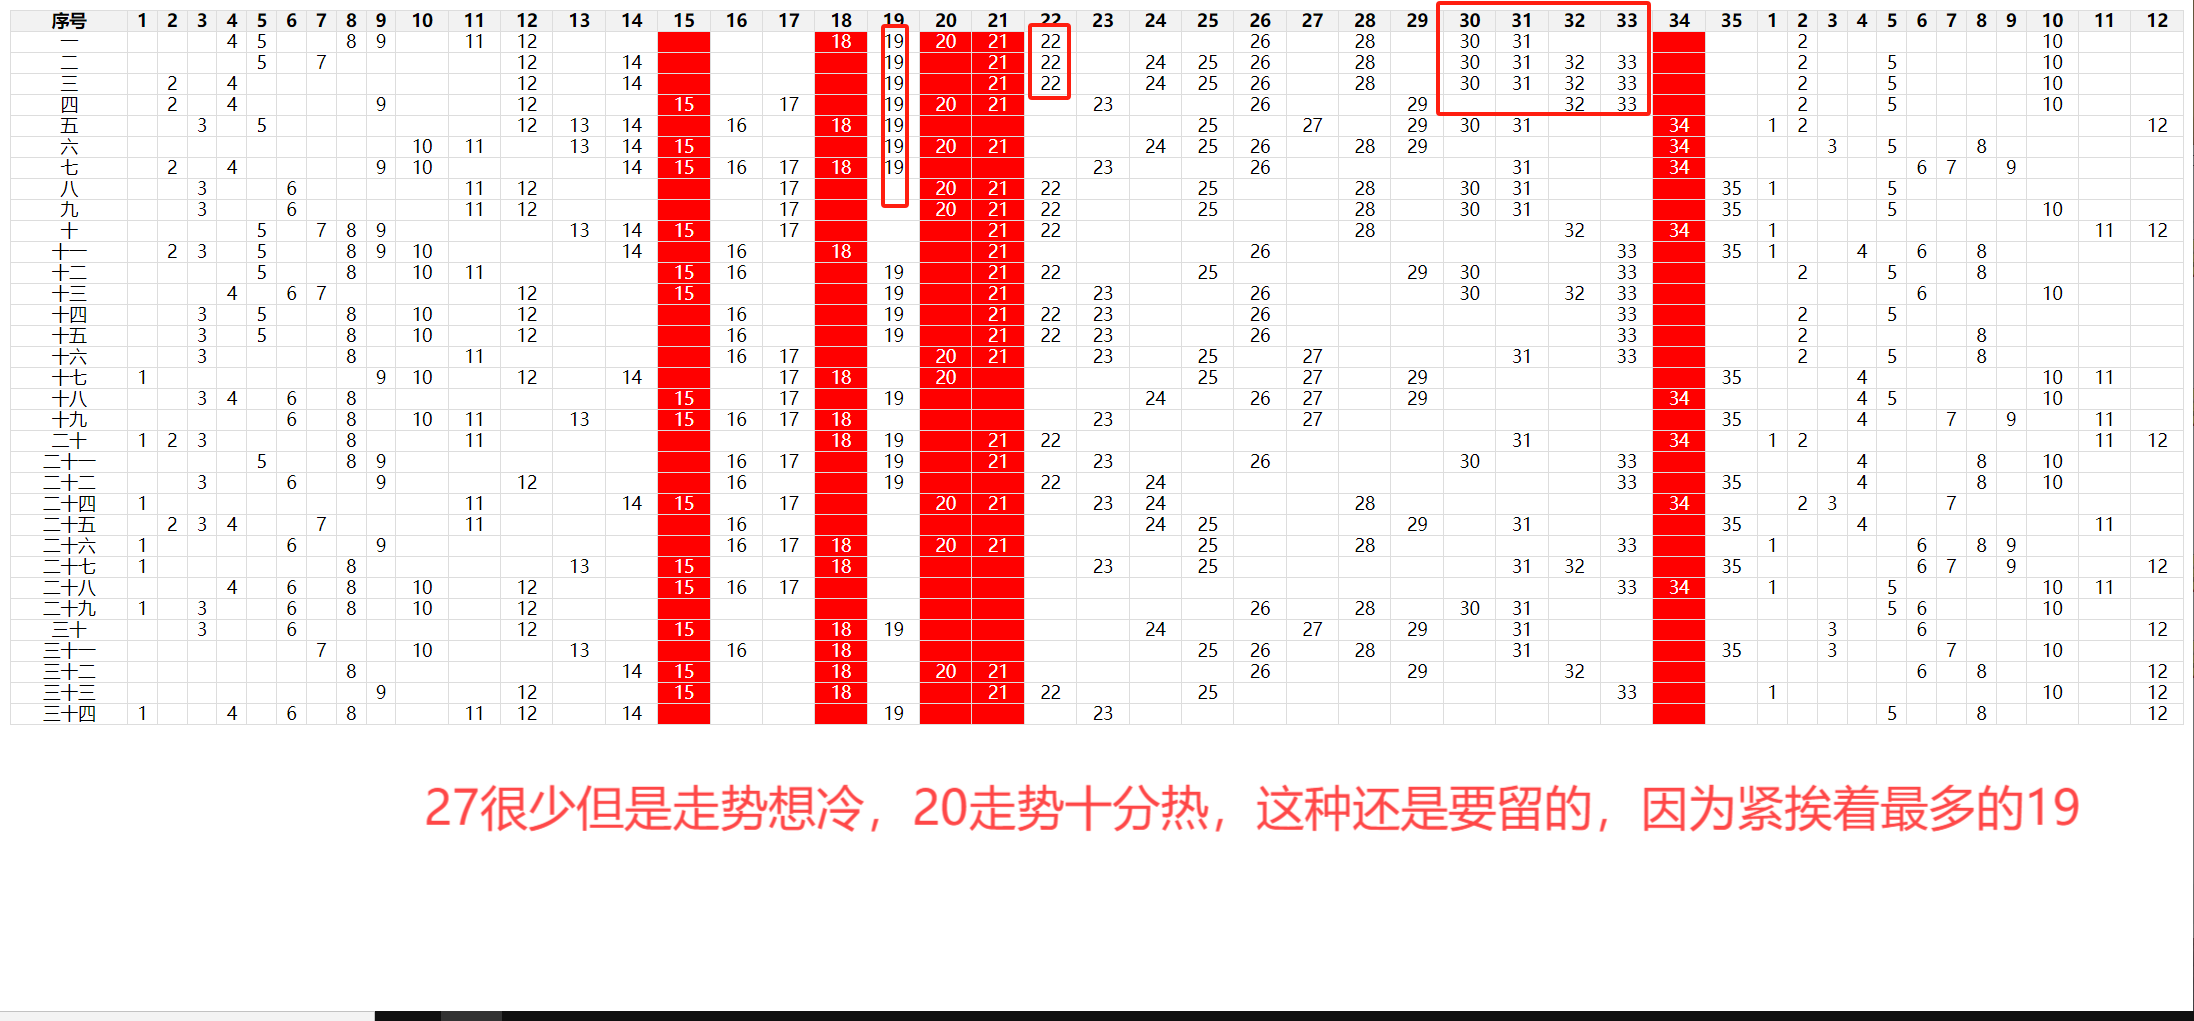 序号 1 2 3 4 5 6 7 8 9 10 11 12 13 14 15 16 17 18 19 20 21 22 23 24 25 26 27 28 29 30 31 32 33 34 35 1 2 3 4 5 6 7 8 9 10 11 12
一 4 5 8 9 11 12 18 19 20 21 22 26 28 30 31 2 10
二 5 7 12 14 19 21 22 24 25 26 28 30 31 32 33 2 5 10
三 2 4 12 14 19 21 22 24 25 26 28 30 31 32 33 2 5 10
四 2 4 9 12 15 17 19 20 21 23 26 29 32 33 2 5 10
五 3 5 12 13 14 16 18 19 25 27 29 30 31 34 1 2 12
六 10 11 13 14 15 19 20 21 24 25 26 28 29 34 3 5 8
七 2 4 9 10 14 15 16 17 18 19 23 26 31 34 6 7 9
八 3 6 11 12 17 20 21 22 25 28 30 31 35 1 5
九 3 6 11 12 17 20 21 22 25 28 30 31 35 5 10
十 5 7 8 9 13 14 15 17 21 22 28 32 34 1 11 12
十一 2 3 5 8 9 10 14 16 18 21 26 33 35 1 4 6 8
十二 5 8 10 11 15 16 19 21 22 25 29 30 33 2 5 8
十三 4 6 7 12 15 19 21 23 26 30 32 33 6 10
十四 3 5 8 10 12 16 19 21 22 23 26 33 2 5
十五 3 5 8 10 12 16 19 21 22 23 26 33 2 8
十六 3 8 11 16 17 20 21 23 25 27 31 33 2 5 8
十七 1 9 10 12 14 17 18 20 25 27 29 35 4 10 11
十八 3 4 6 8 15 17 19 24 26 27 29 34 4 5 10
十九 6 8 10 11 13 15 16 17 18 23 27 35 4 7 9 11
二十 1 2 3 8 11 18 19 21 22 31 34 1 2 11 12
二十一 5 8 9 16 17 19 21 23 26 30 33 4 8 10
二十二 3 6 9 12 16 19 22 24 33 35 4 8 10
二十四 1 11 14 15 17 20 21 23 24 28 34 2 3 7
二十五 2 3 4 7 11 16 24 25 29 31 35 4 11
二十六 1 6 9 16 17 18 20 21 25 28 33 1 6 8 9
二十七 1 8 13 15 18 23 25 31 32 35 6 7 9 12
二十八 4 6 8 10 12 15 16 17 33 34 1 5 10 11
二十九 1 3 6 8 10 12 26 28 30 31 5 6 10
三十 3 6 12 15 18 19 24 27 29 31 3 6 12
三十一 7 10 13 16 18 25 26 28 31 35 3 7 10
三十二 8 14 15 18 20 21 26 29 32 6 8 12
三十三 9 12 15 18 21 22 25 33 1 10 12
三十四 1 4 6 8 11 12 14 19 23 5 8 12
27很少但是走势想冷，20走势十分热，这种还是要留的，因为紧挨着最多的19